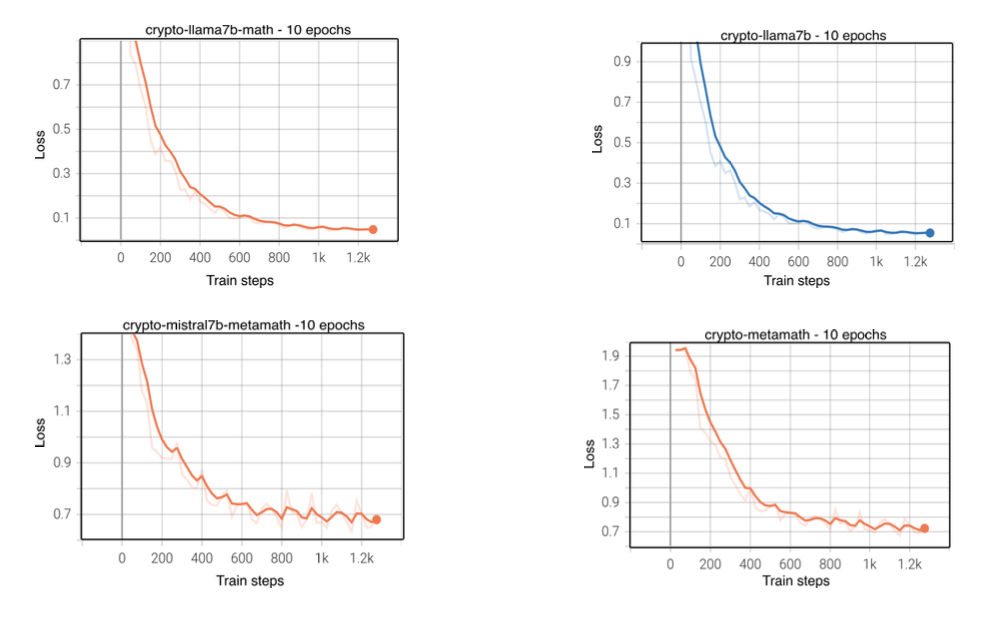 crypto-llama7b-math - 10 epochs
Loss
0.7
0.5
0.3
0.1
0 200 400 600 800 1k 1.2k
Train steps
crypto-llama7b - 10 epochs
Loss
0.9
0.7
0.5
0.3
0.1
0 200 400 600 800 1k 1.2k
Train steps
crypto-mistral7b-metamath -10 epochs
Loss
1.3
1.1
0.9
0.7
0 200 400 600 800 1k 1.2k
Train steps
crypto-metamath - 10 epochs
Loss
1.9
1.7
1.5
1.3
1.1
0.9
0.7
0 200 400 600 800 1k 1.2k
Train steps